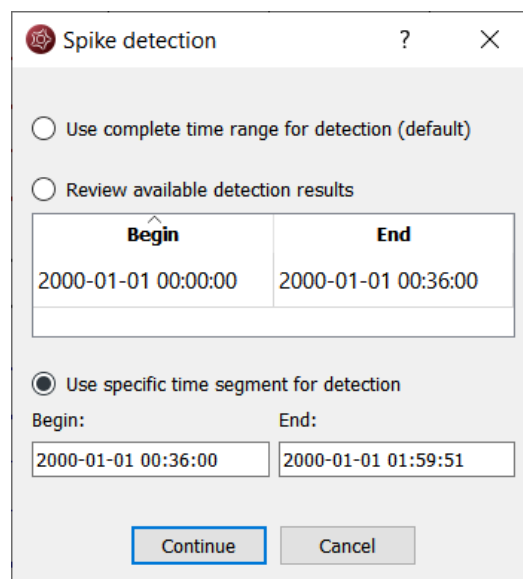 Spike detection ?
Use complete time range for detection (default)
Review available detection results
Begin End
2000-01-01 00:00:00 2000-01-01 00:36:00
Use specific time segment for detection
Begin: End:
2000-01-01 00:36:00 2000-01-01 01:59:51
Continue Cancel